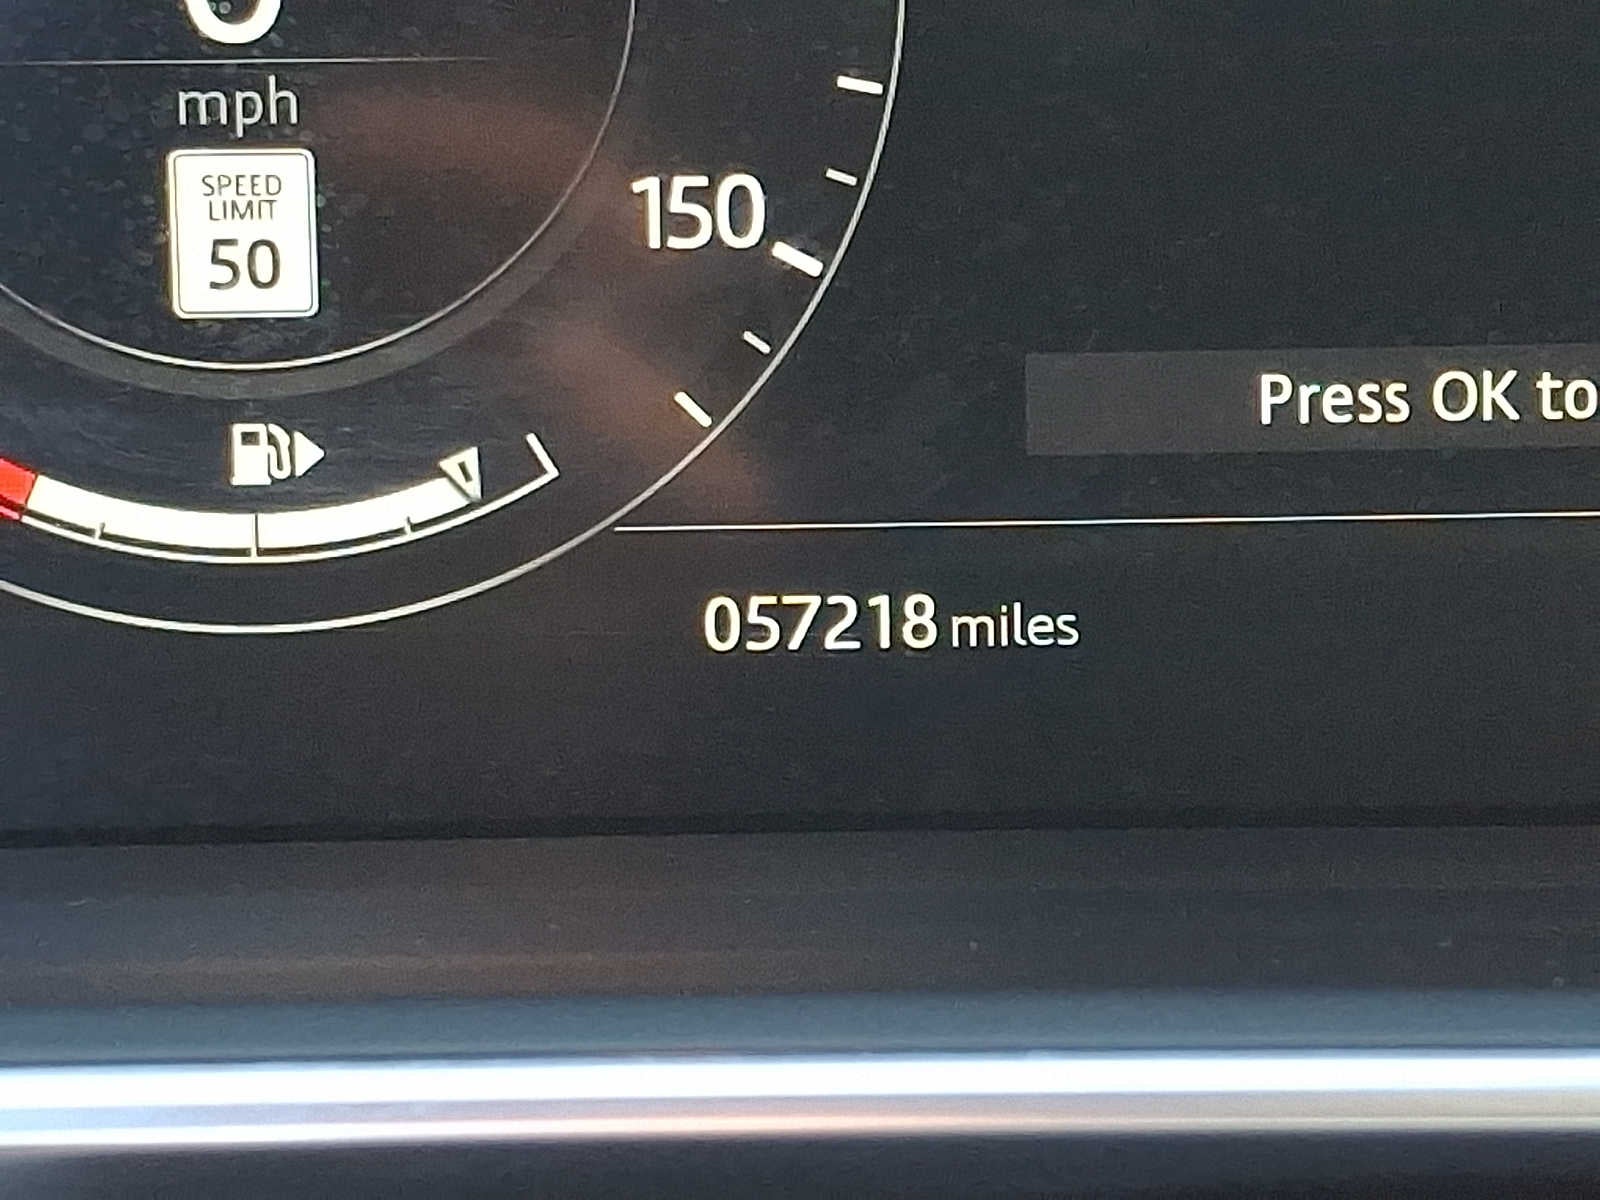 mph
SPEED
LIMIT
50
150
Press OK to
057218 miles